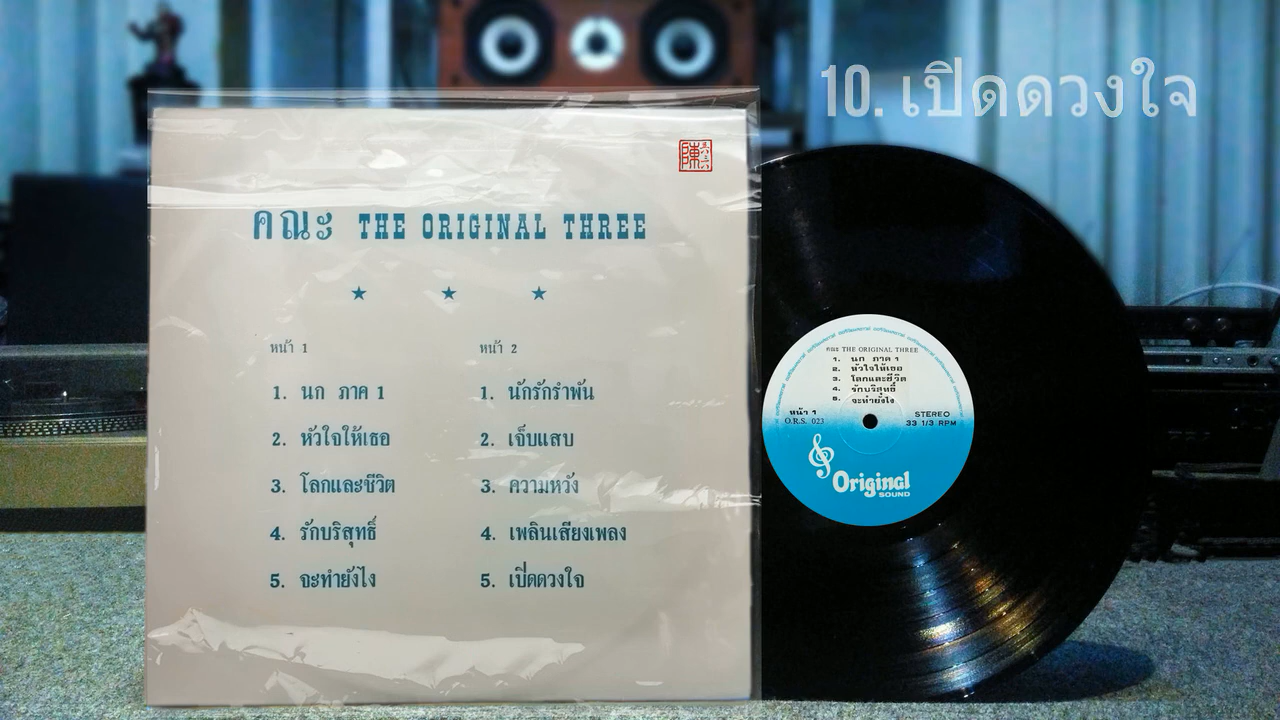 10. เปิดดวงใจ
คณะ THE ORIGINAL THREE
★ ★ ★
หน้า 1
1. นก ภาค 1
2. หัวใจให้เธอ
3. โลกและชีวิต
4. รักบริสุทธิ์
5. จะทำยังไง
หน้า 2
1. นักรักรำพัน
2. เจ็บแสบ
3. ความหวัง
4. เพลินเสียงเพลง
5. เปิดดวงใจ
คณะ THE ORIGINAL THREE
1. นก ภาค 1
2. หัวใจให้เธอ
3. โลกและชีวิต
4. รักบริสุทธิ์
5. จะทำยังไง
หน้า 1
O.R.S. 023
STEREO
33 1/3 RPM
Original
SOUND